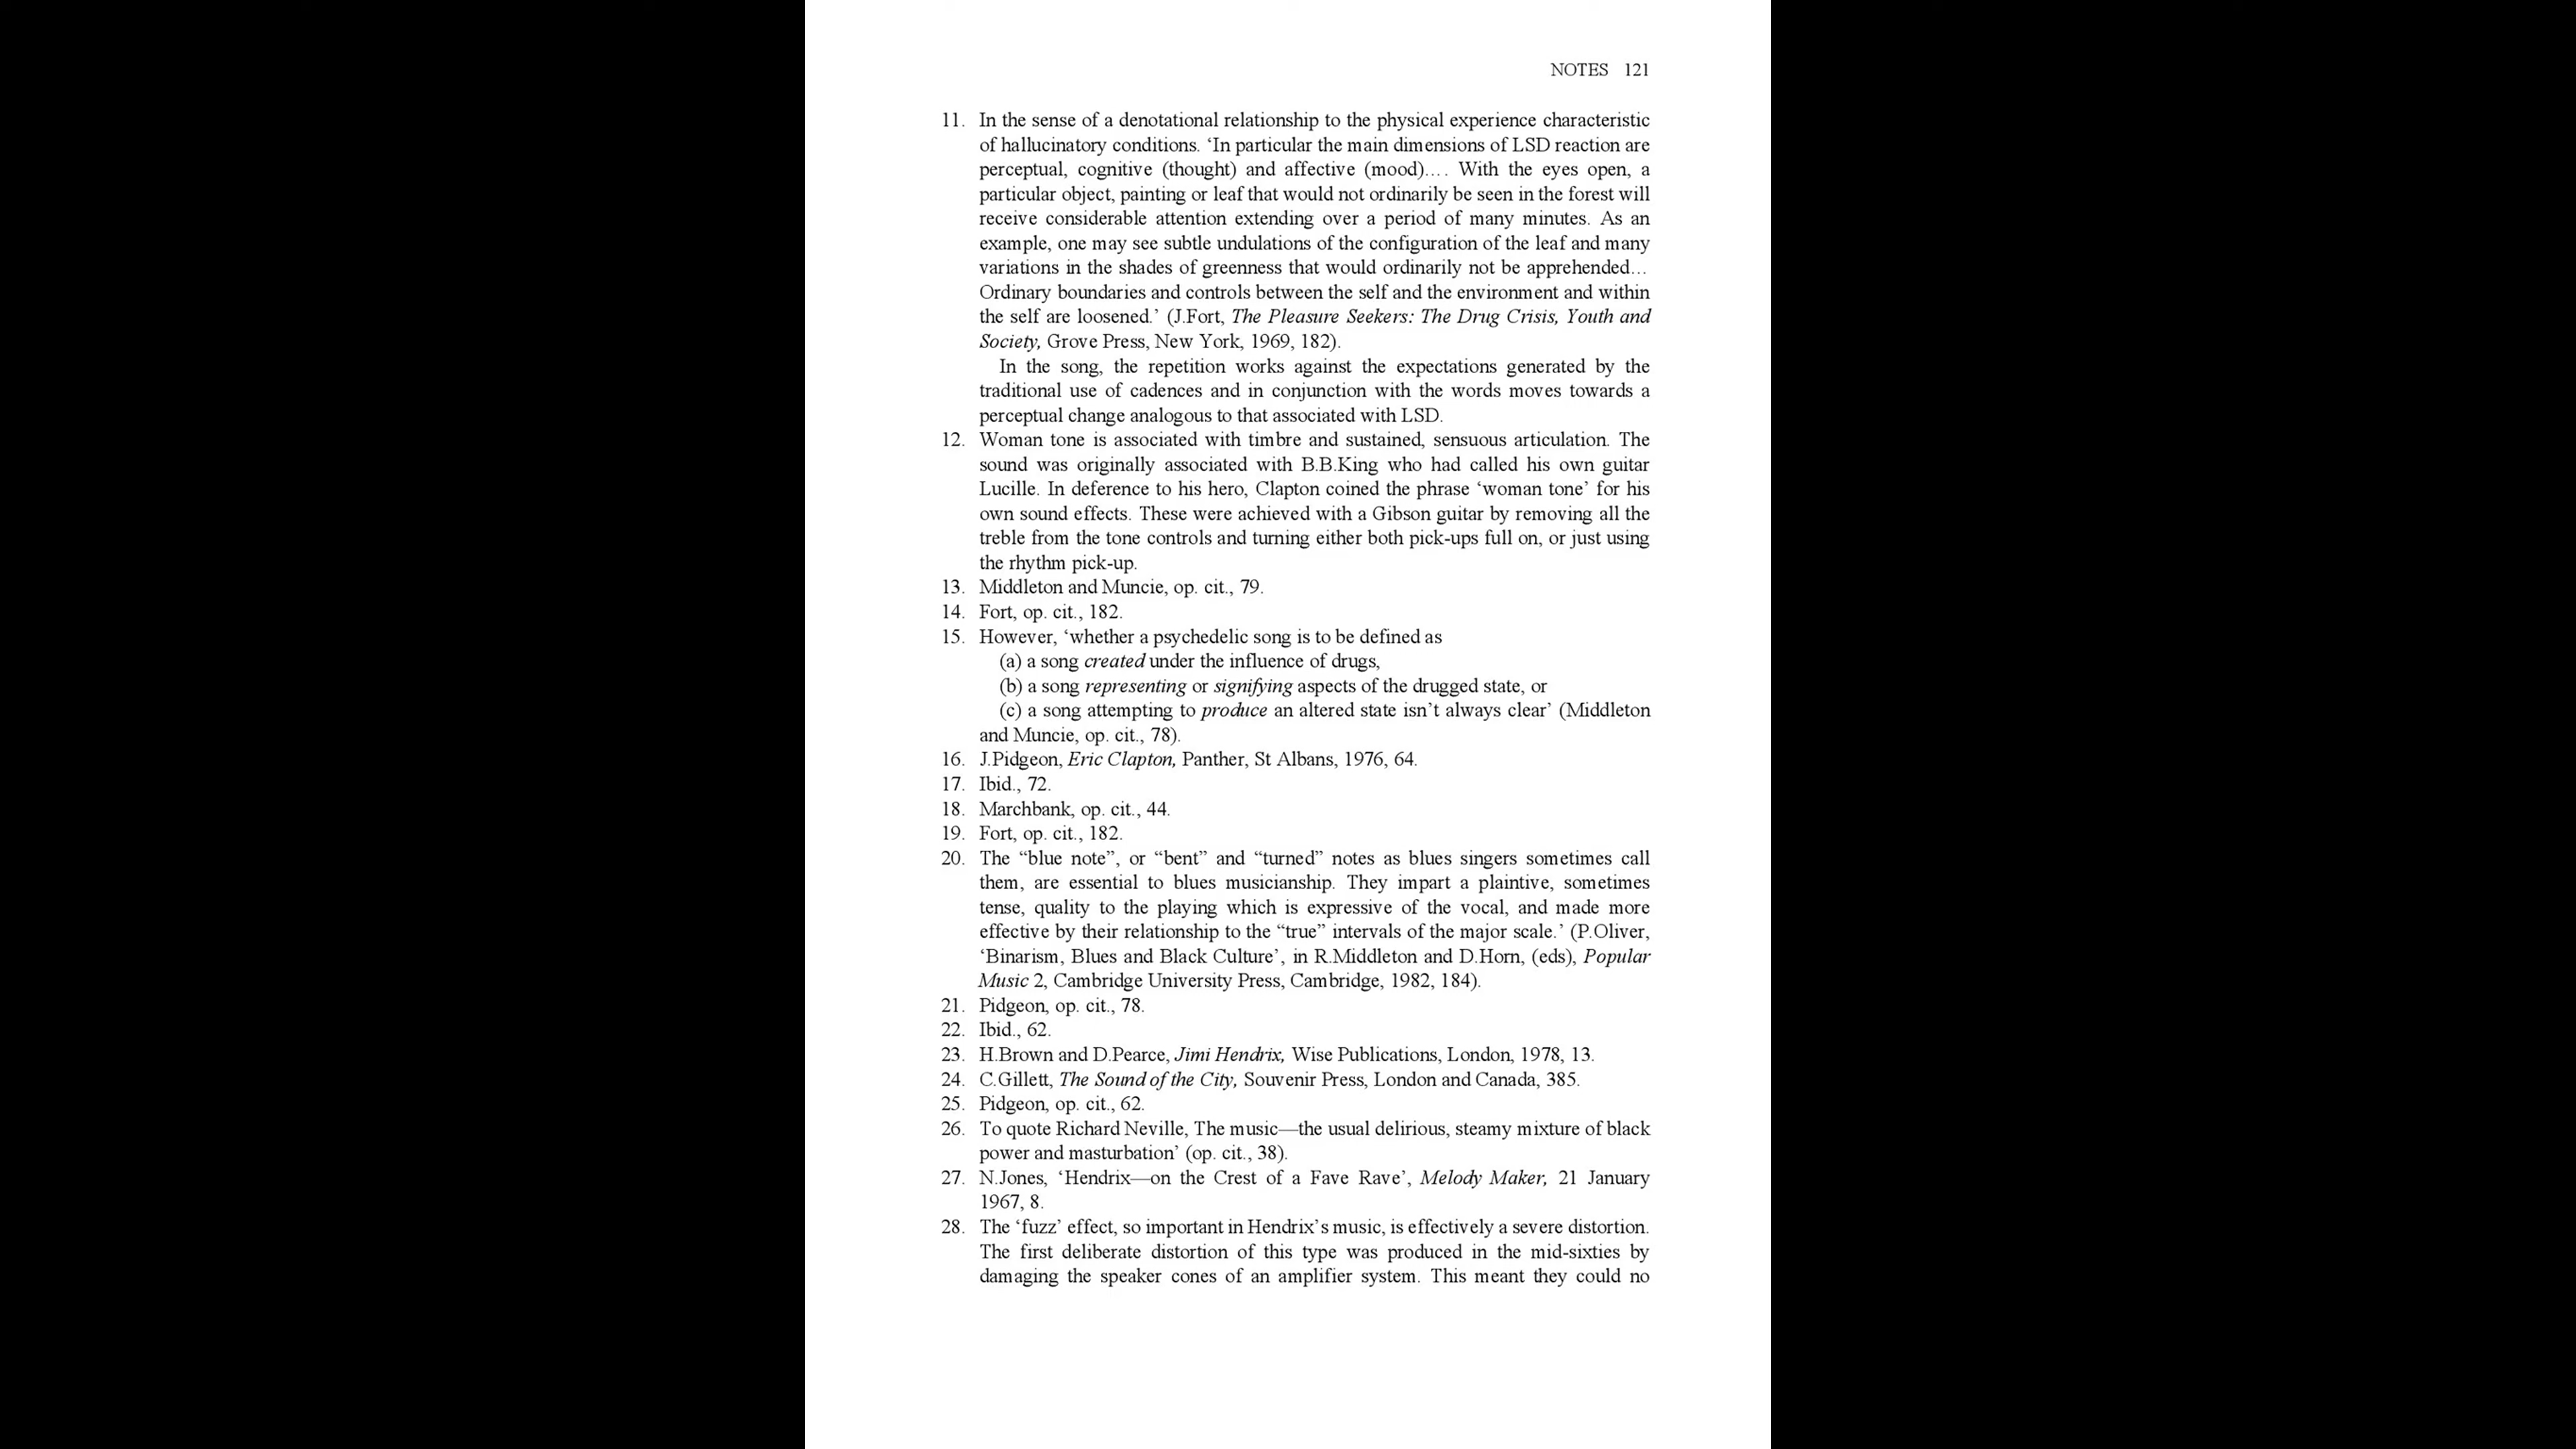 NOTES 121
11. In the sense of a denotational relationship to the physical experience characteristic
of hallucinatory conditions. ‘In particular the main dimensions of LSD reaction are
perceptual, cognitive (thought) and affective (mood)…. With the eyes open, a
particular object, painting or leaf that would not ordinarily be seen in the forest will
receive considerable attention extending over a period of many minutes. As an
example, one may see subtle undulations of the configuration of the leaf and many
variations in the shades of greenness that would ordinarily not be apprehended…
Ordinary boundaries and controls between the self and the environment and within
the self are loosened.’ (J.Fort, The Pleasure Seekers: The Drug Crisis, Youth and
Society, Grove Press, New York, 1969, 182).
In the song, the repetition works against the expectations generated by the
traditional use of cadences and in conjunction with the words moves towards a
perceptual change analogous to that associated with LSD.
12. Woman tone is associated with timbre and sustained, sensuous articulation. The
sound was originally associated with B.B.King who had called his own guitar
Lucille. In deference to his hero, Clapton coined the phrase ‘woman tone’ for his
own sound effects. These were achieved with a Gibson guitar by removing all the
treble from the tone controls and turning either both pick-ups full on, or just using
the rhythm pick-up.
13. Middleton and Muncie, op. cit., 79.
14. Fort, op. cit., 182.
15. However, ‘whether a psychedelic song is to be defined as
(a) a song created under the influence of drugs,
(b) a song representing or signifying aspects of the drugged state, or
(c) a song attempting to produce an altered state isn’t always clear’ (Middleton
and Muncie, op. cit., 78).
16. J.Pidgeon, Eric Clapton, Panther, St Albans, 1976, 64.
17. Ibid., 72.
18. Marchbank, op. cit., 44.
19. Fort, op. cit., 182.
20. The “blue note”, or “bent” and “turned” notes as blues singers sometimes call
them, are essential to blues musicianship. They impart a plaintive, sometimes
tense, quality to the playing which is expressive of the vocal, and made more
effective by their relationship to the “true” intervals of the major scale.’ (P.Oliver,
‘Binarism, Blues and Black Culture’, in R.Middleton and D.Horn, (eds), Popular
Music 2, Cambridge University Press, Cambridge, 1982, 184).
21. Pidgeon, op. cit., 78.
22. Ibid., 62.
23. H.Brown and D.Pearce, Jimi Hendrix, Wise Publications, London, 1978, 13.
24. C.Gillett, The Sound of the City, Souvenir Press, London and Canada, 385.
25. Pidgeon, op. cit., 62.
26. To quote Richard Neville, The music—the usual delirious, steamy mixture of black
power and masturbation’ (op. cit., 38).
27. N.Jones, ‘Hendrix—on the Crest of a Fave Rave’, Melody Maker, 21 January
1967, 8.
28. The ‘fuzz’ effect, so important in Hendrix’s music, is effectively a severe distortion.
The first deliberate distortion of this type was produced in the mid-sixties by
damaging the speaker cones of an amplifier system. This meant they could no